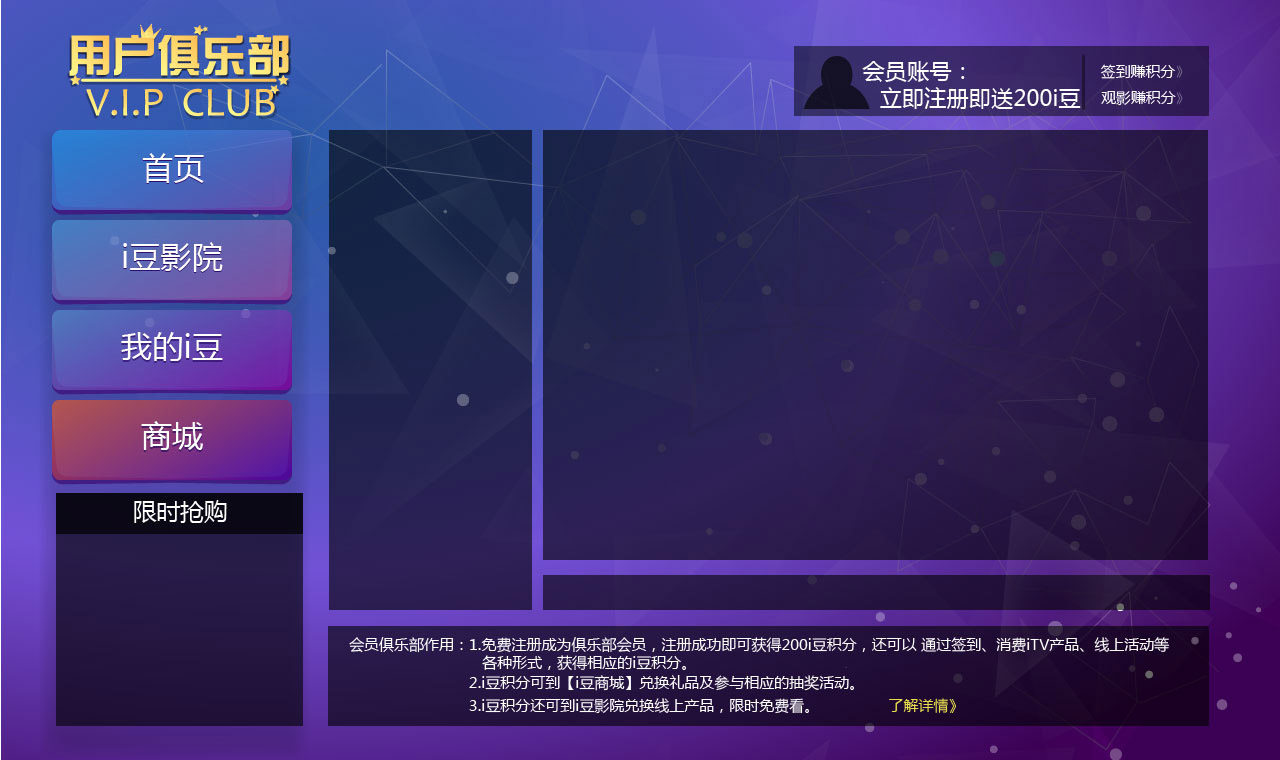 用户俱乐部
V.I.P CLUB
会员账号：
立即注册即送200i豆
签到赚积分》
观影赚积分》
首页
i豆影院
我的i豆
商城
限时抢购
会员俱乐部作用：1.免费注册成为俱乐部会员，注册成功即可获得200i豆积分，还可以 通过签到、消费iTV产品、线上活动等
各种形式，获得相应的i豆积分。
2.i豆积分可到【i豆商城】兑换礼品及参与相应的抽奖活动。
3.i豆积分还可到i豆影院兑换线上产品，限时免费看。 了解详情》